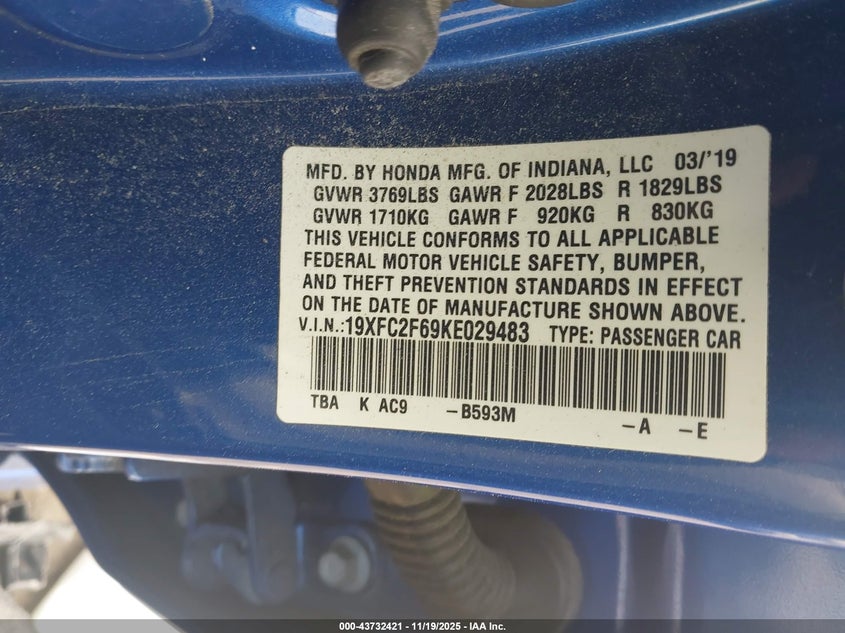 MFD. BY HONDA MFG. OF INDIANA, LLC 03/'19
GVWR 3769LBS GAWR F 2028LBS R 1829LBS
GVWR 1710KG GAWR F 920KG R 830KG
THIS VEHICLE CONFORMS TO ALL APPLICABLE
FEDERAL MOTOR VEHICLE SAFETY, BUMPER,
AND THEFT PREVENTION STANDARDS IN EFFECT
ON THE DATE OF MANUFACTURE SHOWN ABOVE.
V.I.N.:19XFC2F69KE029483 TYPE: PASSENGER CAR
TBA K AC9 -B593M -A -E
000-43732421 - 11/19/2025 - IAA Inc.